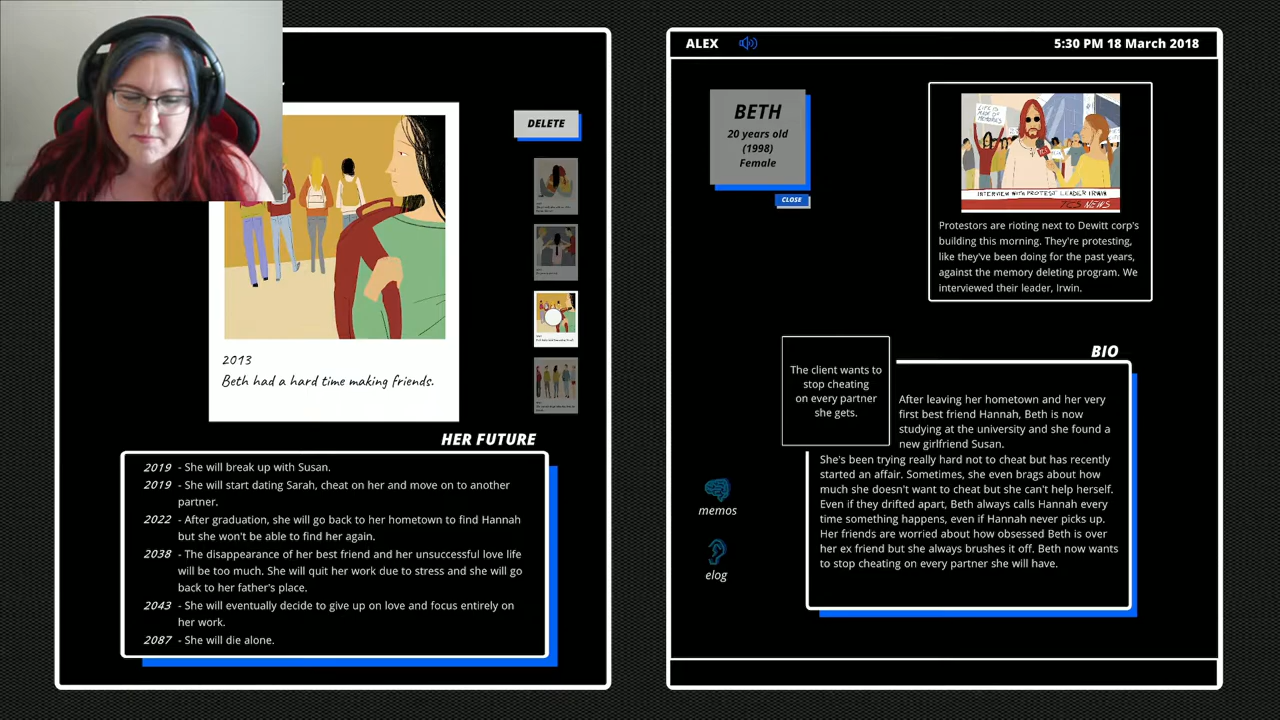 DELETE
2013
Beth had a hard time making friends.
HER FUTURE
2019 - She will break up with Susan.
2019 - She will start dating Sarah, cheat on her and move on to another
partner.
2022 - After graduation, she will go back to her hometown to find Hannah
but she won't be able to find her again.
2038 - The disappearance of her best friend and her unsuccessful love life
will be too much. She will quit her work due to stress and she will go
back to her father's place.
2043 - She will eventually decide to give up on love and focus entirely on
her work.
2087 - She will die alone.
ALEX
5:30 PM 18 March 2018
BETH
20 years old
(1998)
Female
CLOSE
LIFE IS
MADE OF
MEMORIES
INTERVIEW WITH PROTEST LEADER IRWIN
NEWS
Protestors are rioting next to Dewitt corp's
building this morning. They're protesting,
like they've been doing for the past years,
against the memory deleting program. We
interviewed their leader, Irwin.
The client wants to
stop cheating
on every partner
she gets.
BIO
After leaving her hometown and her very
first best friend Hannah, Beth is now
studying at the university and she found a
new girlfriend Susan.
She's been trying really hard not to cheat but has recently
started an affair. Sometimes, she even brags about how
much she doesn't want to cheat but she can't help herself.
Even if they drifted apart, Beth always calls Hannah every
time something happens, even if Hannah never picks up.
Her friends are worried about how obsessed Beth is over
her ex friend but she always brushes it off. Beth now wants
to stop cheating on every partner she will have.
memos
elog